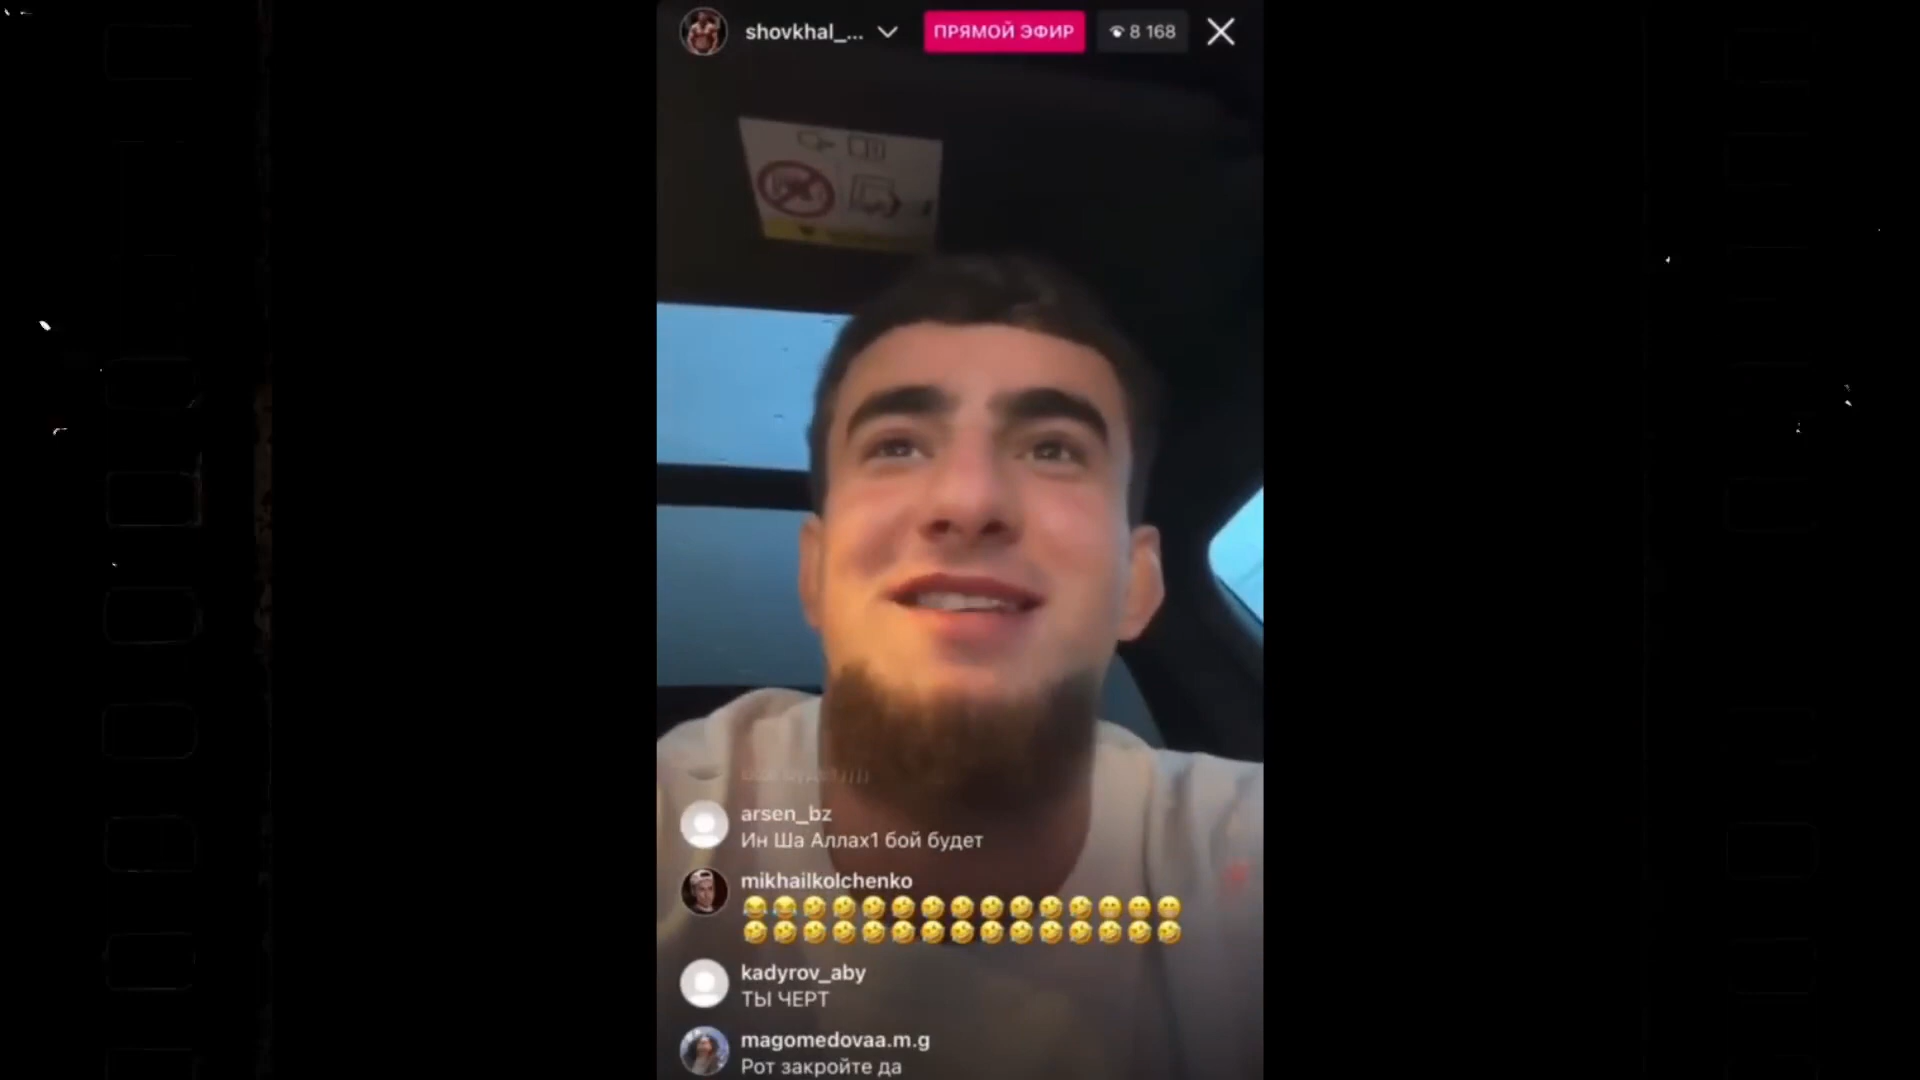 shovkhal_...
ПРЯМОЙ ЭФИР
8 168
arsen_bz
Ин Ша Аллах1 бой будет
mikhailkolchenko
😂😂🤣🤣🤣🤣🤣🤣🤣🤣🤣🤣😁😁😁
🤣🤣🤣🤣🤣🤣🤣🤣🤣🤣🤣🤣🤣🤣🤣
kadyrov_aby
ТЫ ЧЕРТ
magomedovaa.m.g
Рот закройте да